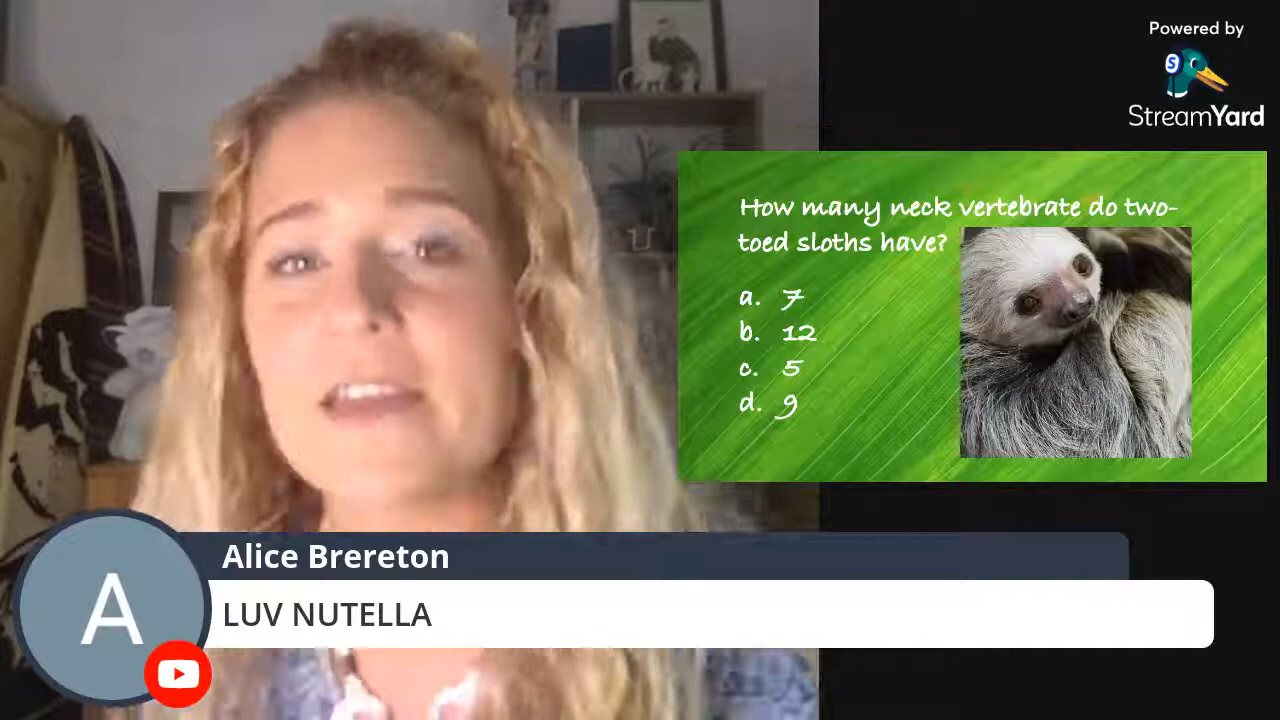 Powered by
S
StreamYard
How many neck vertebrate do two-
toed sloths have?
a. 7
b. 12
c. 5
d. 9
A
Alice Brereton
LUV NUTELLA